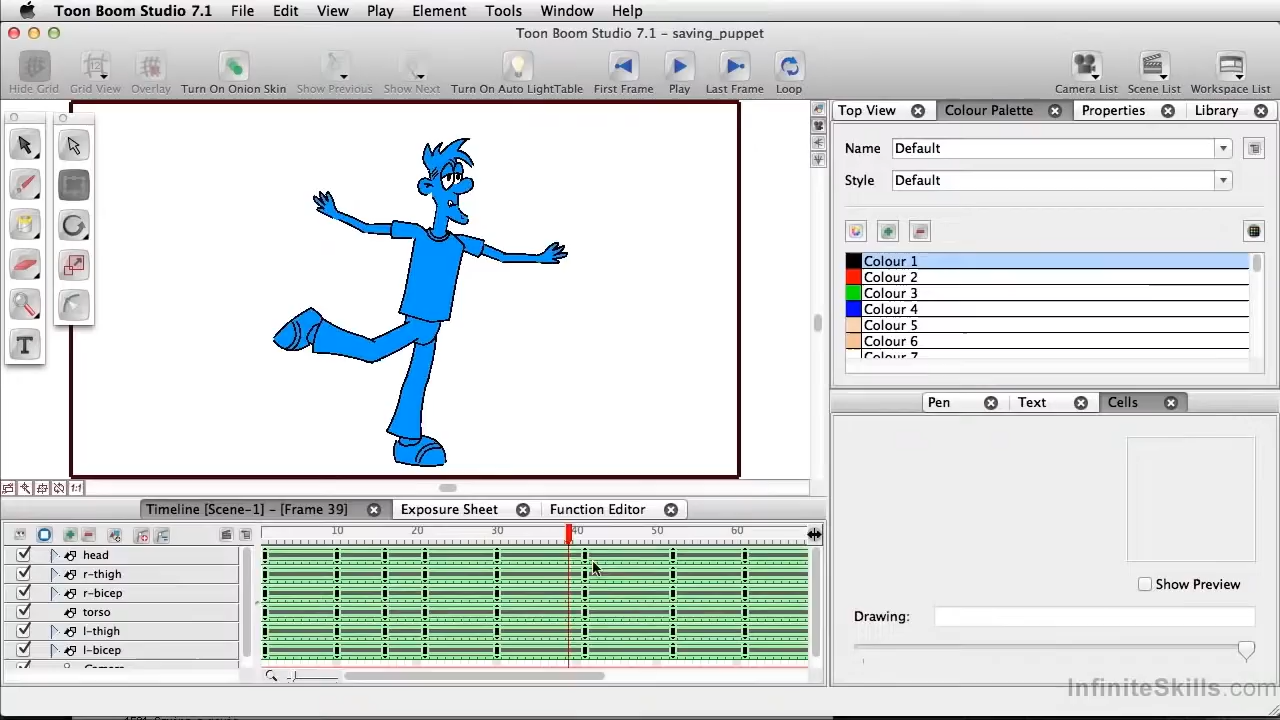 Toon Boom Studio 7.1 File Edit View Play Element Tools Window Help
Toon Boom Studio 7.1 – saving_puppet
Hide Grid Grid View Overlay Turn On Onion Skin Show Previous Show Next Turn On Auto LightTable First Frame Play Last Frame Loop Camera List Scene List Workspace List
Top View Colour Palette Properties Library
Name Default
Style Default
Colour 1
Colour 2
Colour 3
Colour 4
Colour 5
Colour 6
Colour 7
T
1:1
Pen Text Cells
Timeline [Scene-1] - [Frame 39] Exposure Sheet Function Editor
10 20 30 40 50 60
head
r-thigh
r-bicep
torso
l-thigh
l-bicep
Camera
Show Preview
Drawing:
InfiniteSkills.com